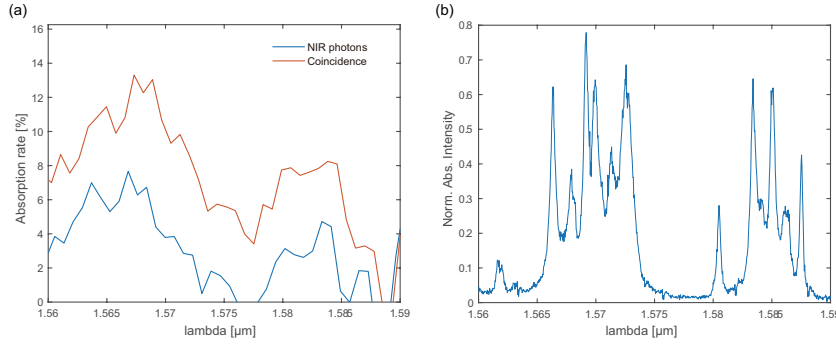 (a)
16
14
12
10
8
6
4
2
0
Absorption rate [%]
NIR photons
Coincidence
1.56 1.565 1.57 1.575 1.58 1.585 1.59
lambda [µm]
(b)
0.8
0.7
0.6
0.5
0.4
0.3
0.2
0.1
0
Norm. Abs. Intensity
1.56 1.565 1.57 1.575 1.58 1.585 1.59
lambda [µm]